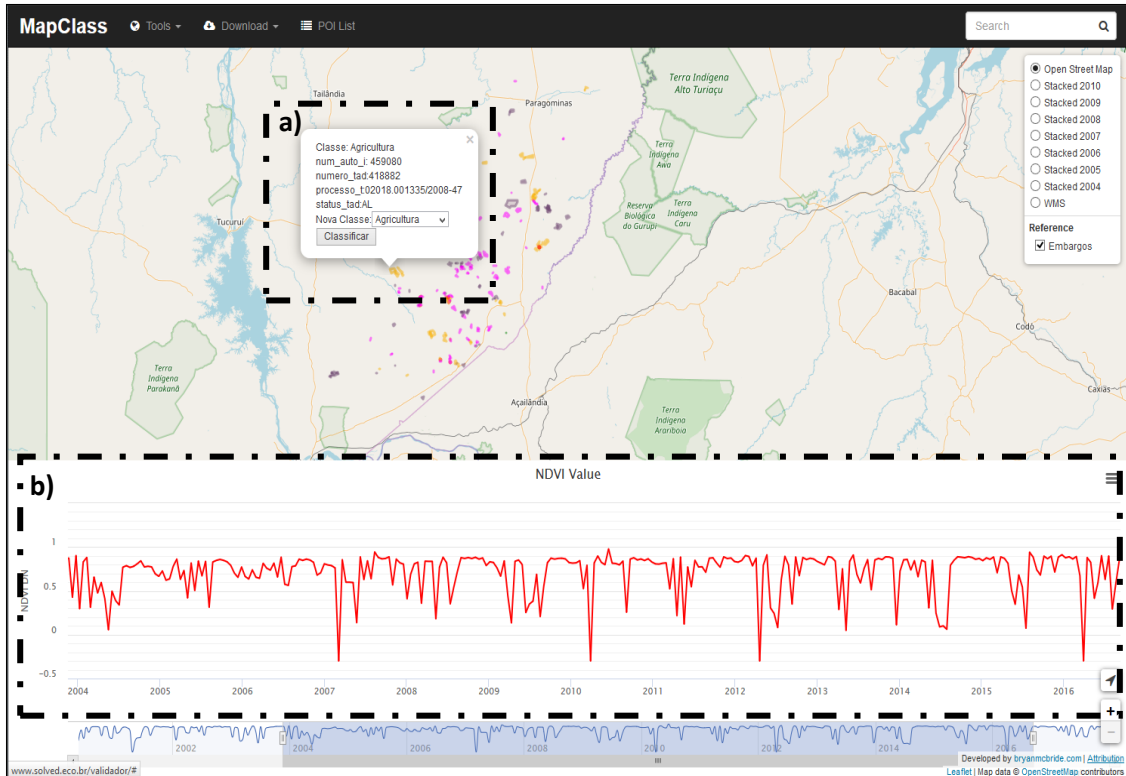 MapClass Tools Download POI List Search
Open Street Map
Stacked 2010
Stacked 2009
Stacked 2008
Stacked 2007
Stacked 2006
Stacked 2005
Stacked 2004
WMS
Reference
Embargos
Tailândia
Paragominas
Terra Indígena
Alto Turiaçu
a)
Classe: Agricultura
num_auto_i: 459080
numero_tad:418882
processo_t:02018.001335/2008-47
status_tad:AL
Nova Classe: Agricultura
Classificar
×
Terra
Indígena
Awa
Reserva
Biológica
do Gurupi
Terra
Indígena
Caru
Tucuruí
Bacabal
Codó
Terra
Indígena
Parakanã
Açailândia
Caxias
Terra
Indígena
Arariboia
b)
NDVI Value
NDVI DN
1
0.5
0
−0.5
2004 2005 2006 2007 2008 2009 2010 2011 2012 2013 2014 2015 2016
2002 2004 2006 2008 2010 2012 2014 2016
+
−
www.solved.eco.br/validador/#
Developed by bryanmcbride.com | Attribution
Leaflet | Map data © OpenStreetMap contributors